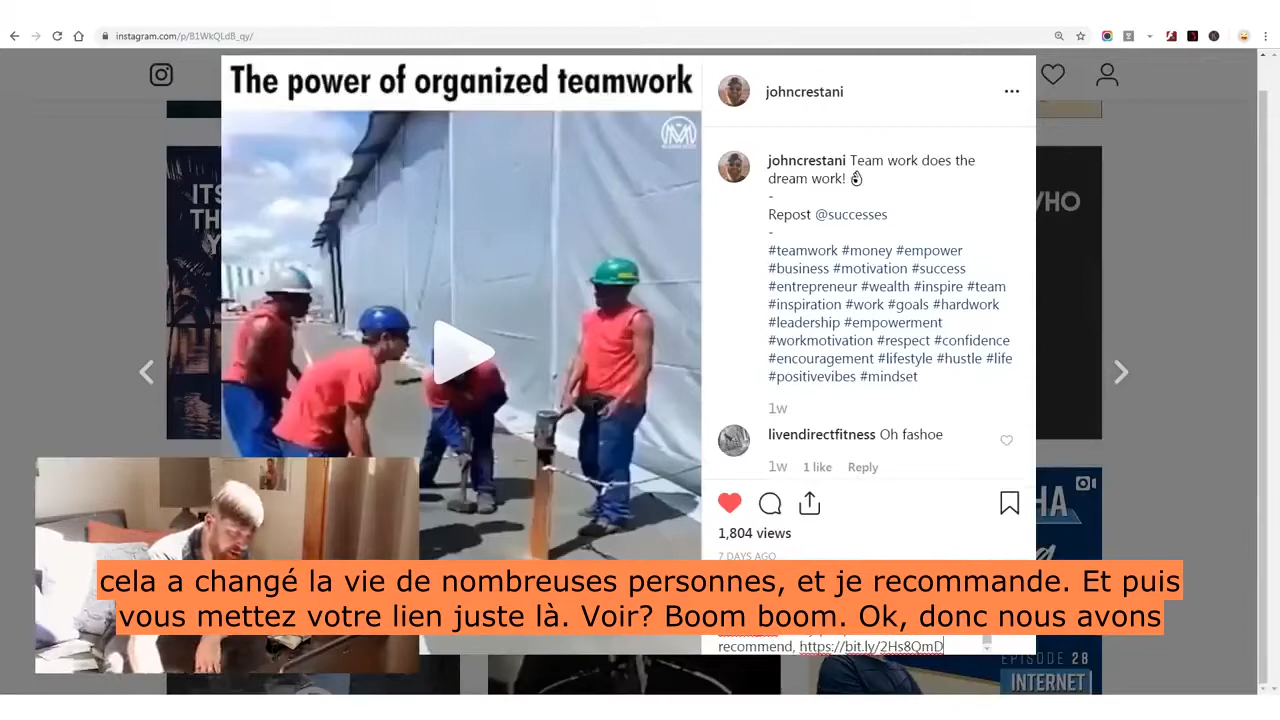 instagram.com/p/B1WkQLdB_qy/
The power of organized teamwork
johncrestani
johncrestani Team work does the
dream work! 👌
-
Repost @successes
-
#teamwork #money #empower
#business #motivation #success
#entrepreneur #wealth #inspire #team
#inspiration #work #goals #hardwork
#leadership #empowerment
#workmotivation #respect #confidence
#encouragement #lifestyle #hustle #life
#positivevibes #mindset
1w
livendirectfitness Oh fashoe
1w 1 like Reply
1,804 views
7 DAYS AGO
cela a changé la vie de nombreuses personnes, et je recommande. Et puis
vous mettez votre lien juste là. Voir? Boom boom. Ok, donc nous avons
recommend, https://bit.ly/2Hs8QmD
ITS
TH
Y
WHO
HA
EPISODE 28
INTERNET